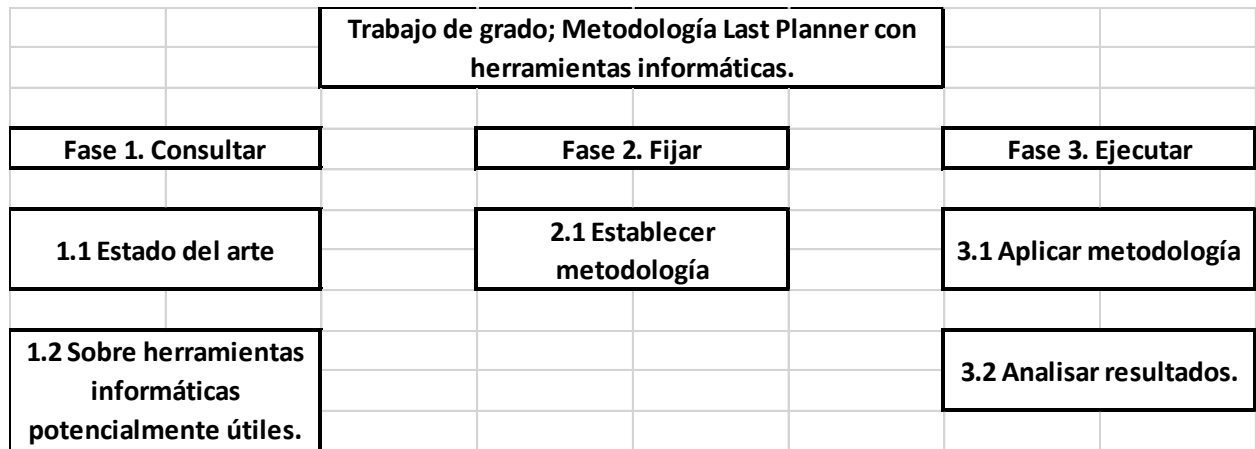 Trabajo de grado; Metodología Last Planner con
herramientas informáticas.
Fase 1. Consultar
Fase 2. Fijar
Fase 3. Ejecutar
1.1 Estado del arte
2.1 Establecer
metodología
3.1 Aplicar metodología
1.2 Sobre herramientas
informáticas
potencialmente útiles.
3.2 Analisar resultados.